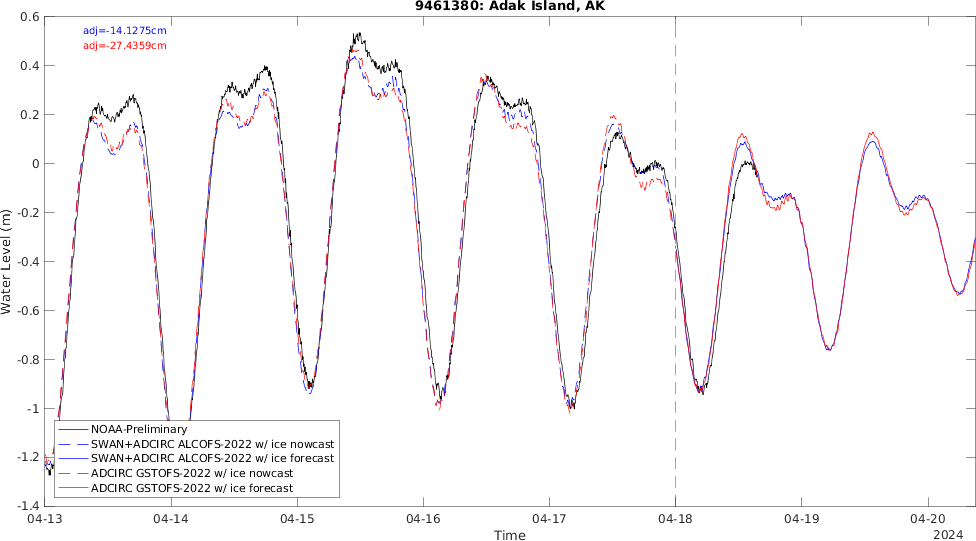 9461380: Adak Island, AK
adj=-14.1275cm
adj=-27.4359cm
0.6
0.4
0.2
0
-0.2
-0.4
-0.6
-0.8
-1
-1.2
-1.4
Water Level (m)
NOAA-Preliminary
SWAN+ADCIRC ALCOFS-2022 w/ ice nowcast
SWAN+ADCIRC ALCOFS-2022 w/ ice forecast
ADCIRC GSTOFS-2022 w/ ice nowcast
ADCIRC GSTOFS-2022 w/ ice forecast
04-13 04-14 04-15 04-16 04-17 04-18 04-19 04-20
Time
2024